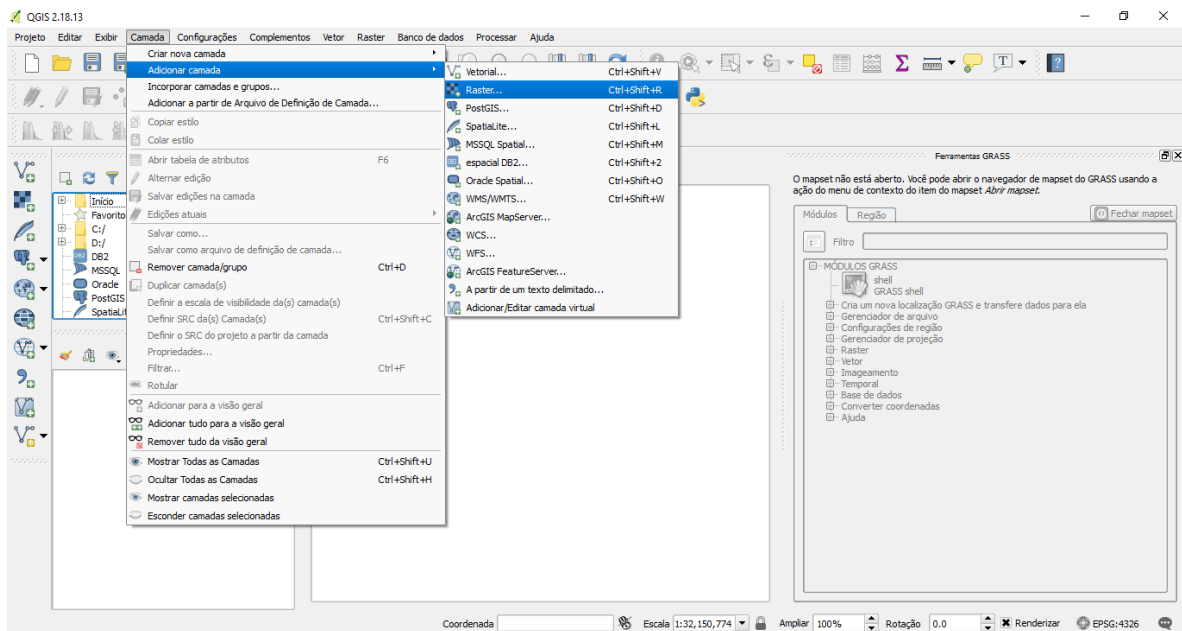 QGIS 2.18.13
Projeto Editar Exibir Camada Configurações Complementos Vetor Raster Banco de dados Processar Ajuda
Criar nova camada
Adicionar camada
Incorporar camadas e grupos...
Adicionar a partir de Arquivo de Definição de Camada...
Copiar estilo
Colar estilo
Abrir tabela de atributos F6
Alternar edição
Salvar edições na camada
Edições atuais
Salvar como...
Salvar como arquivo de definição de camada...
Remover camada/grupo Ctrl+D
Duplicar camada(s)
Definir a escala de visibilidade da(s) camada(s)
Definir SRC da(s) Camada(s) Ctrl+Shift+C
Definir o SRC do projeto a partir da camada
Propriedades...
Filtrar... Ctrl+F
abc Rotular
Adicionar para a visão geral
Adicionar tudo para a visão geral
Remover tudo da visão geral
Mostrar Todas as Camadas Ctrl+Shift+U
Ocultar Todas as Camadas Ctrl+Shift+H
Mostrar camadas selecionadas
Esconder camadas selecionadas
Vetorial... Ctrl+Shift+V
Raster... Ctrl+Shift+R
PostGIS... Ctrl+Shift+D
SpatiaLite... Ctrl+Shift+L
MSSQL Spatial... Ctrl+Shift+M
espacial DB2... Ctrl+Shift+2
Oracle Spatial... Ctrl+Shift+O
WMS/WMTS... Ctrl+Shift+W
ArcGIS MapServer...
WCS...
WFS...
ArcGIS FeatureServer...
A partir de um texto delimitado...
Adicionar/Editar camada virtual
Início
Favorito
C:/
D:/
DB2
MSSQL
Oracle
PostGIS
SpatiaLit
Ferramentas GRASS
O mapset não está aberto. Você pode abrir o navegador de mapset do GRASS usando a
ação do menu de contexto do item do mapset Abrir mapset.
Módulos Região Fechar mapset
Filtro
MÓDULOS GRASS
shell
GRASS shell
Cria um nova localização GRASS e transfere dados para ela
Gerenciador de arquivo
Configurações de região
Gerenciador de projeção
Raster
Vetor
Imageamento
Temporal
Base de dados
Converter coordenadas
Ajuda
Coordenada Escala 1:32,150,774 Ampliar 100% Rotação 0.0 Renderizar EPSG:4326